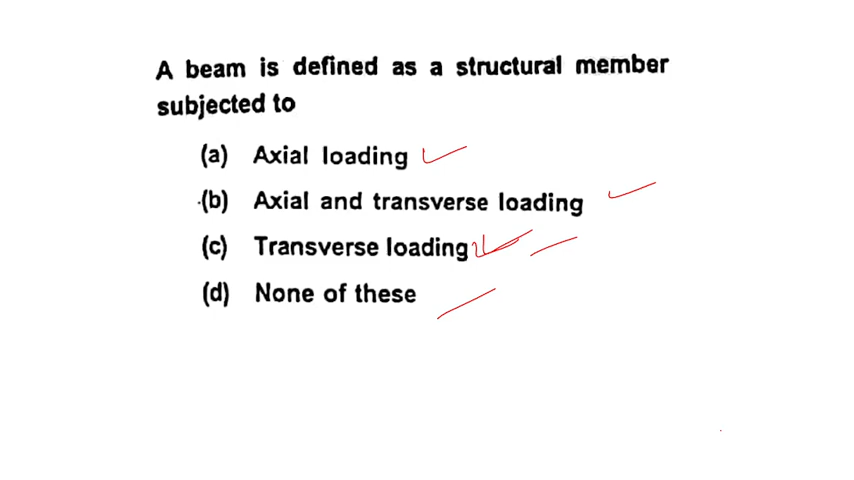 A beam is defined as a structural member
subjected to
(a) Axial loading
(b) Axial and transverse loading
(c) Transverse loading
(d) None of these